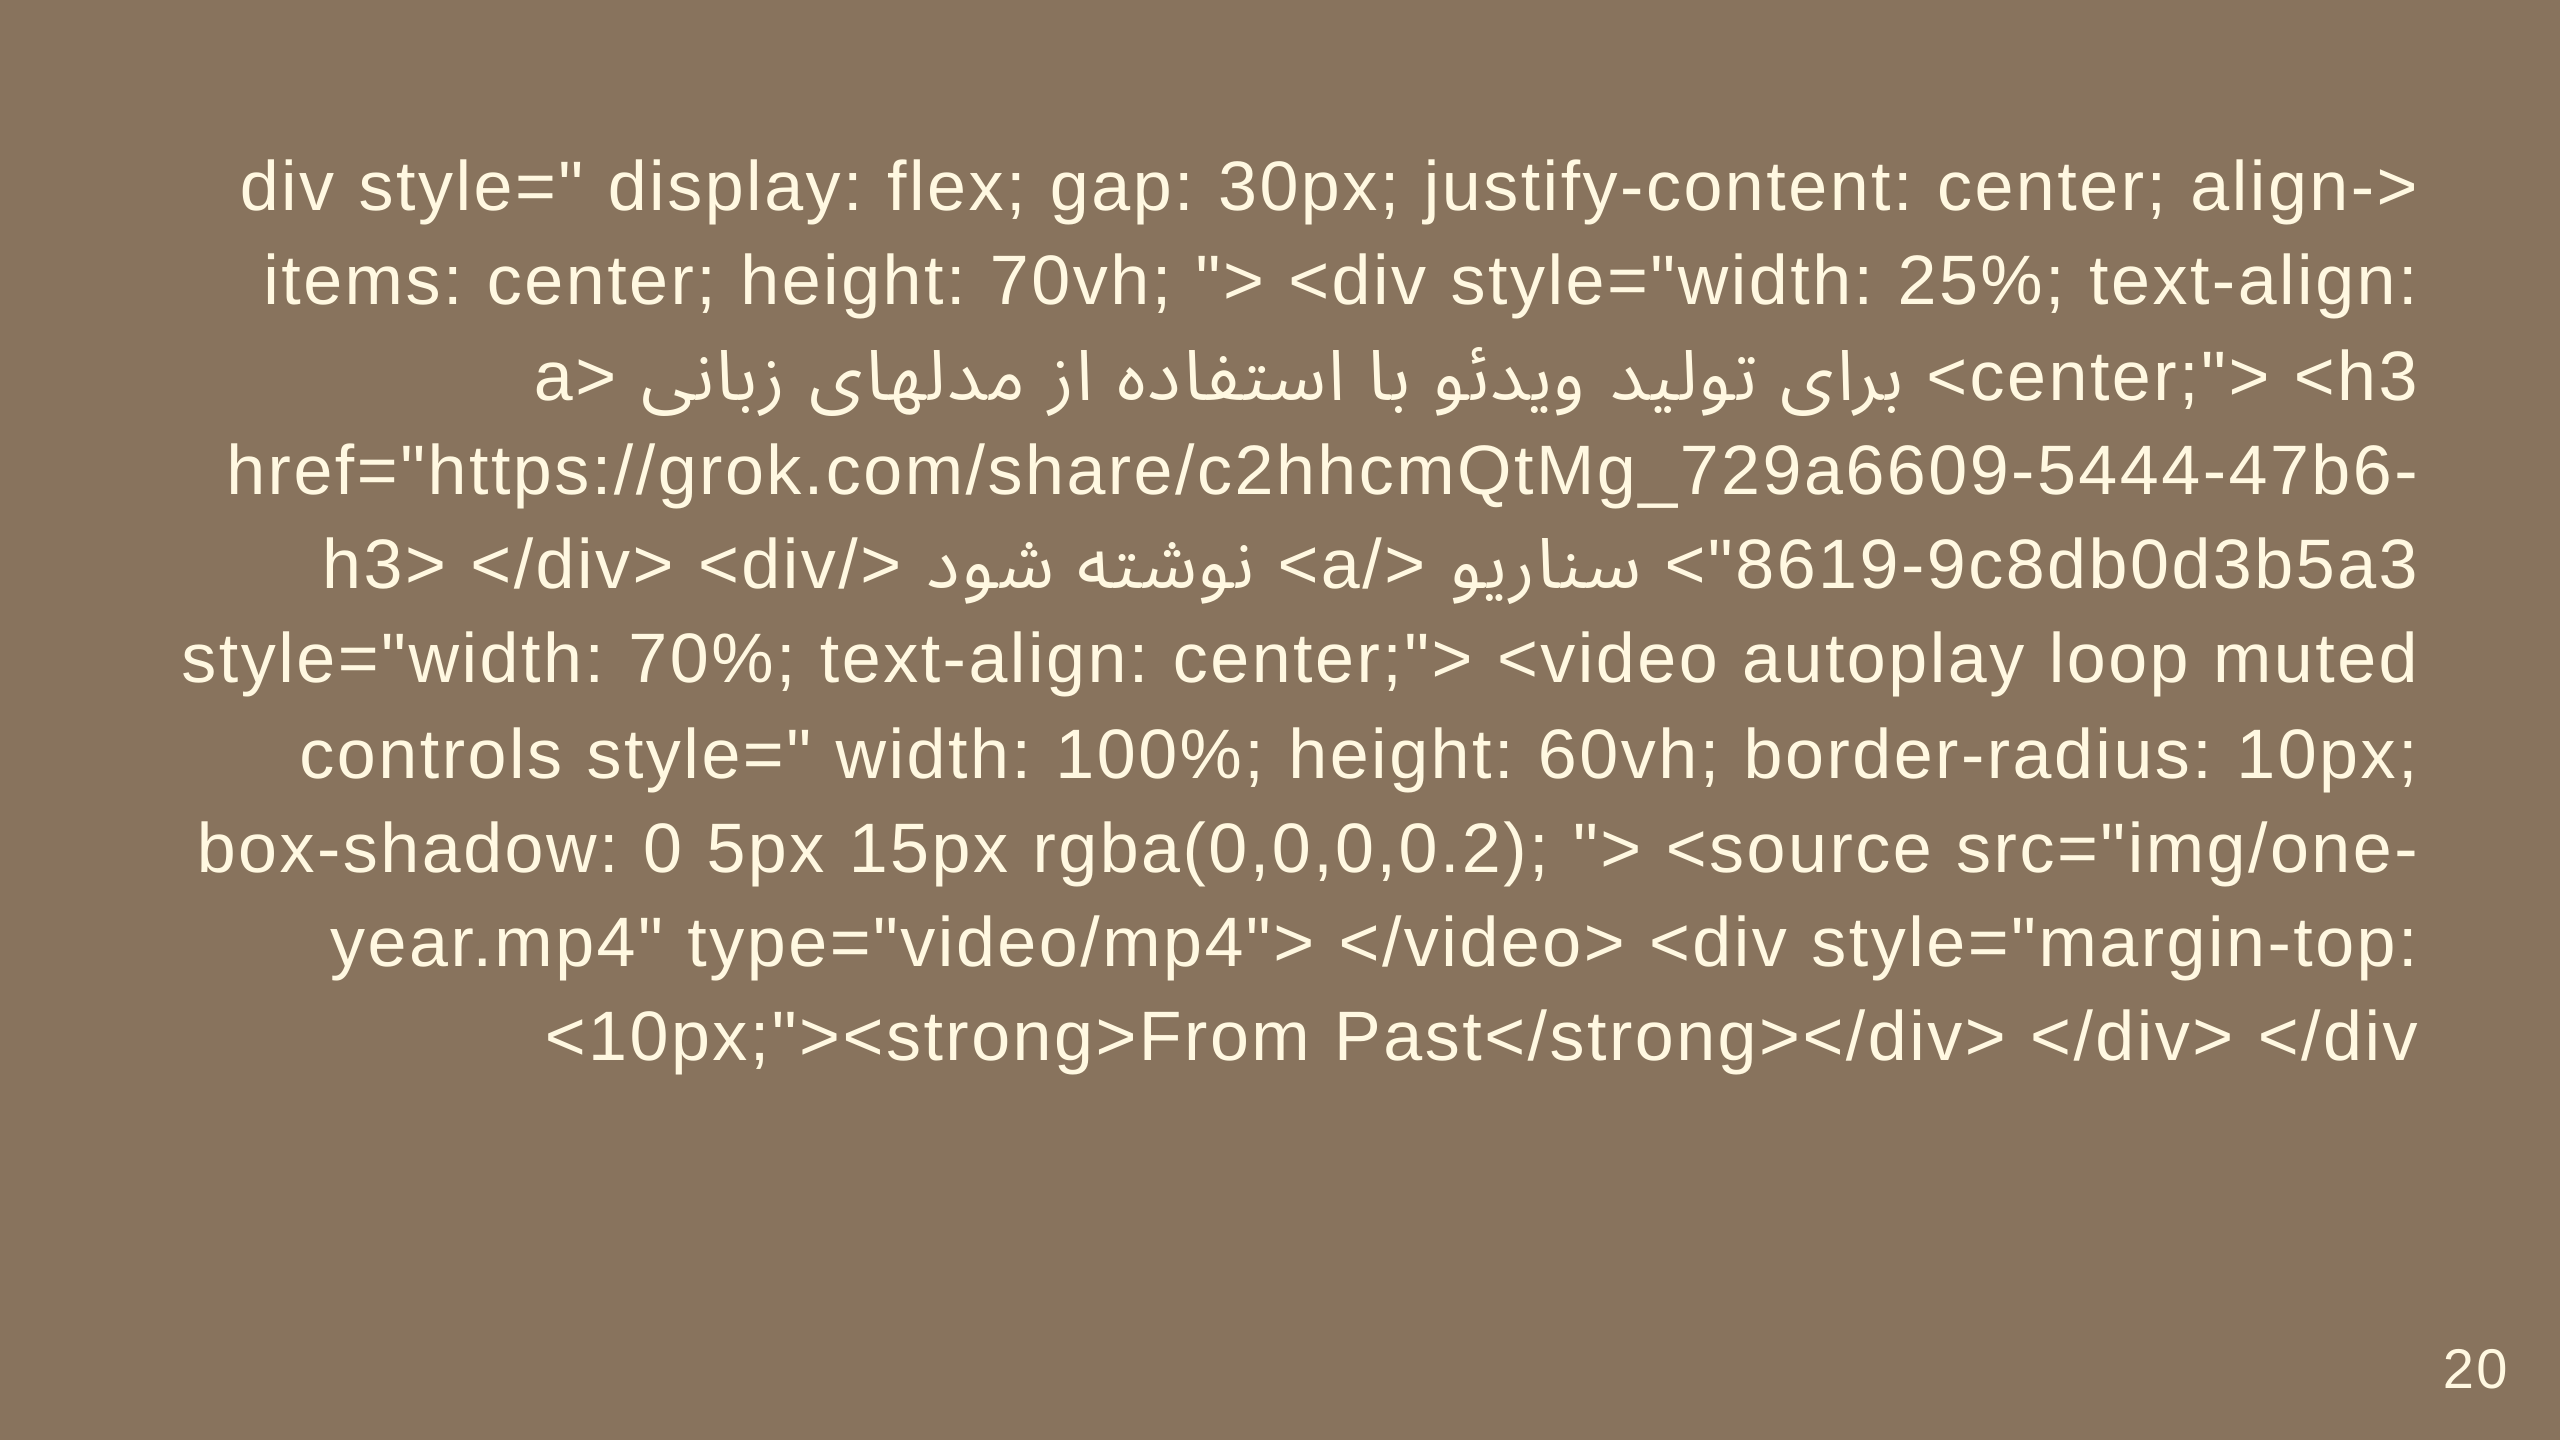 <div style=" display: flex; gap: 30px; justify-content: center; align-
items: center; height: 70vh; "> <div style="width: 25%; text-align:
center;"> <h3> برای تولید ویدئو با استفاده از مدلهای زبانی <a
href="https://grok.com/share/c2hhcmQtMg_729a6609-5444-47b6-
8619-9c8db0d3b5a3"> سناریو </a> نوشته شود </h3> </div> <div
style="width: 70%; text-align: center;"> <video autoplay loop muted
controls style=" width: 100%; height: 60vh; border-radius: 10px;
box-shadow: 0 5px 15px rgba(0,0,0,0.2); "> <source src="img/one-
year.mp4" type="video/mp4"> </video> <div style="margin-top:
10px;"><strong>From Past</strong></div> </div> </div>
20